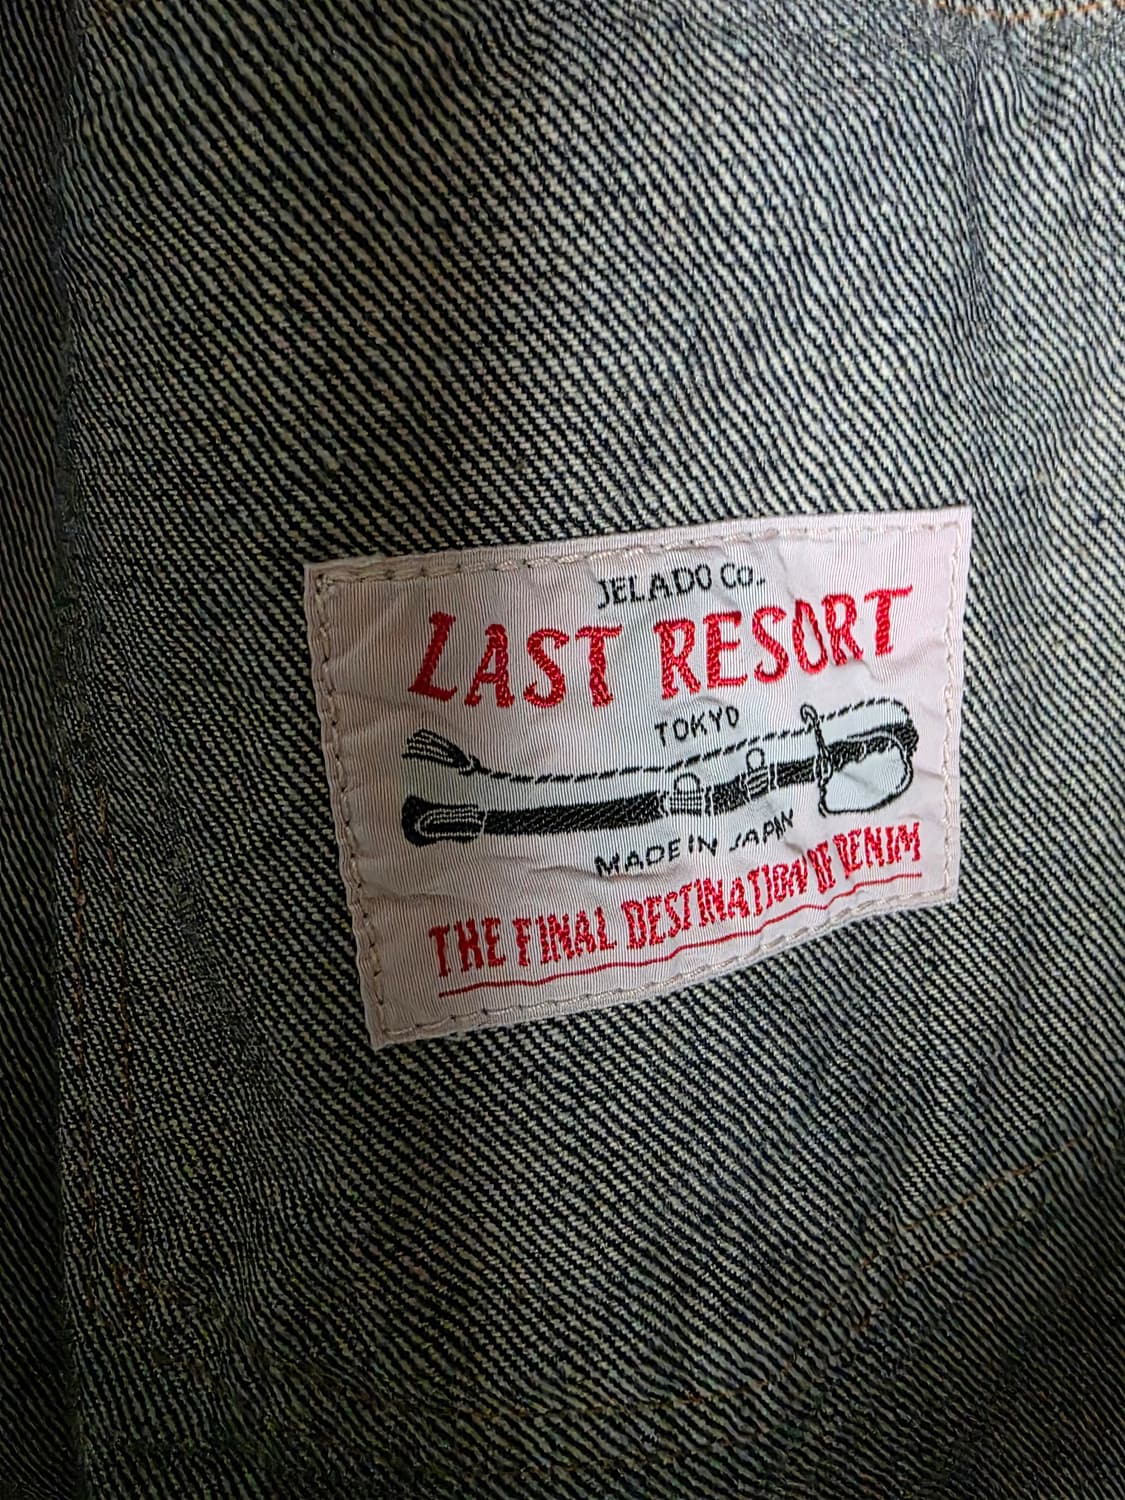 JELADO Co.
LAST RESORT
TOKYO
MADE IN JAPAN
THE FINAL DESTINATION OF DENIM